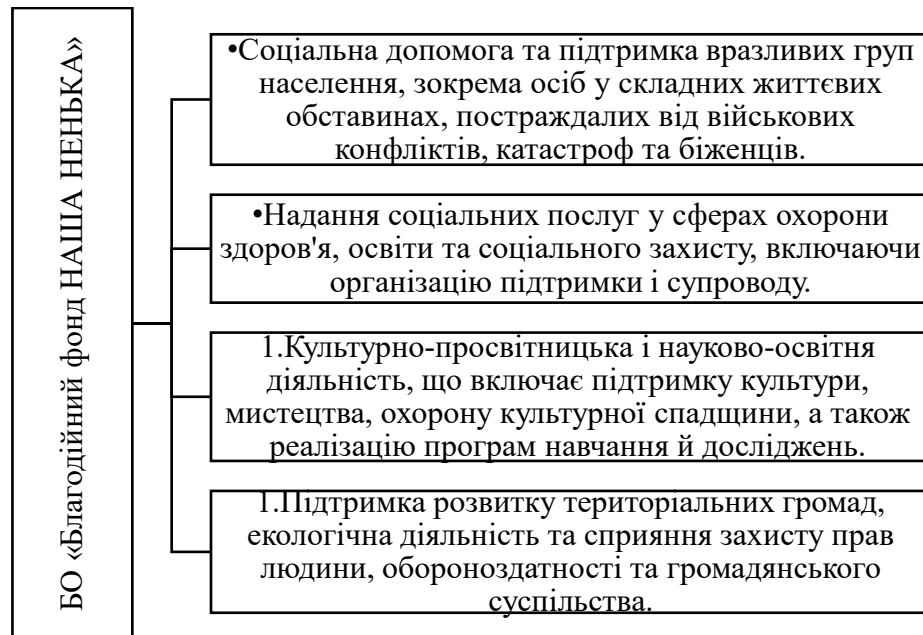 БО «Благодійний фонд НАША НЕНЬКА»
•Соціальна допомога та підтримка вразливих груп
населення, зокрема осіб у складних життєвих
обставинах, постраждалих від військових
конфліктів, катастроф та біженців.
•Надання соціальних послуг у сферах охорони
здоров'я, освіти та соціального захисту, включаючи
організацію підтримки і супроводу.
1.Культурно-просвітницька і науково-освітня
діяльність, що включає підтримку культури,
мистецтва, охорону культурної спадщини, а також
реалізацію програм навчання й досліджень.
1.Підтримка розвитку територіальних громад,
екологічна діяльність та сприяння захисту прав
людини, обороноздатності та громадянського
суспільства.